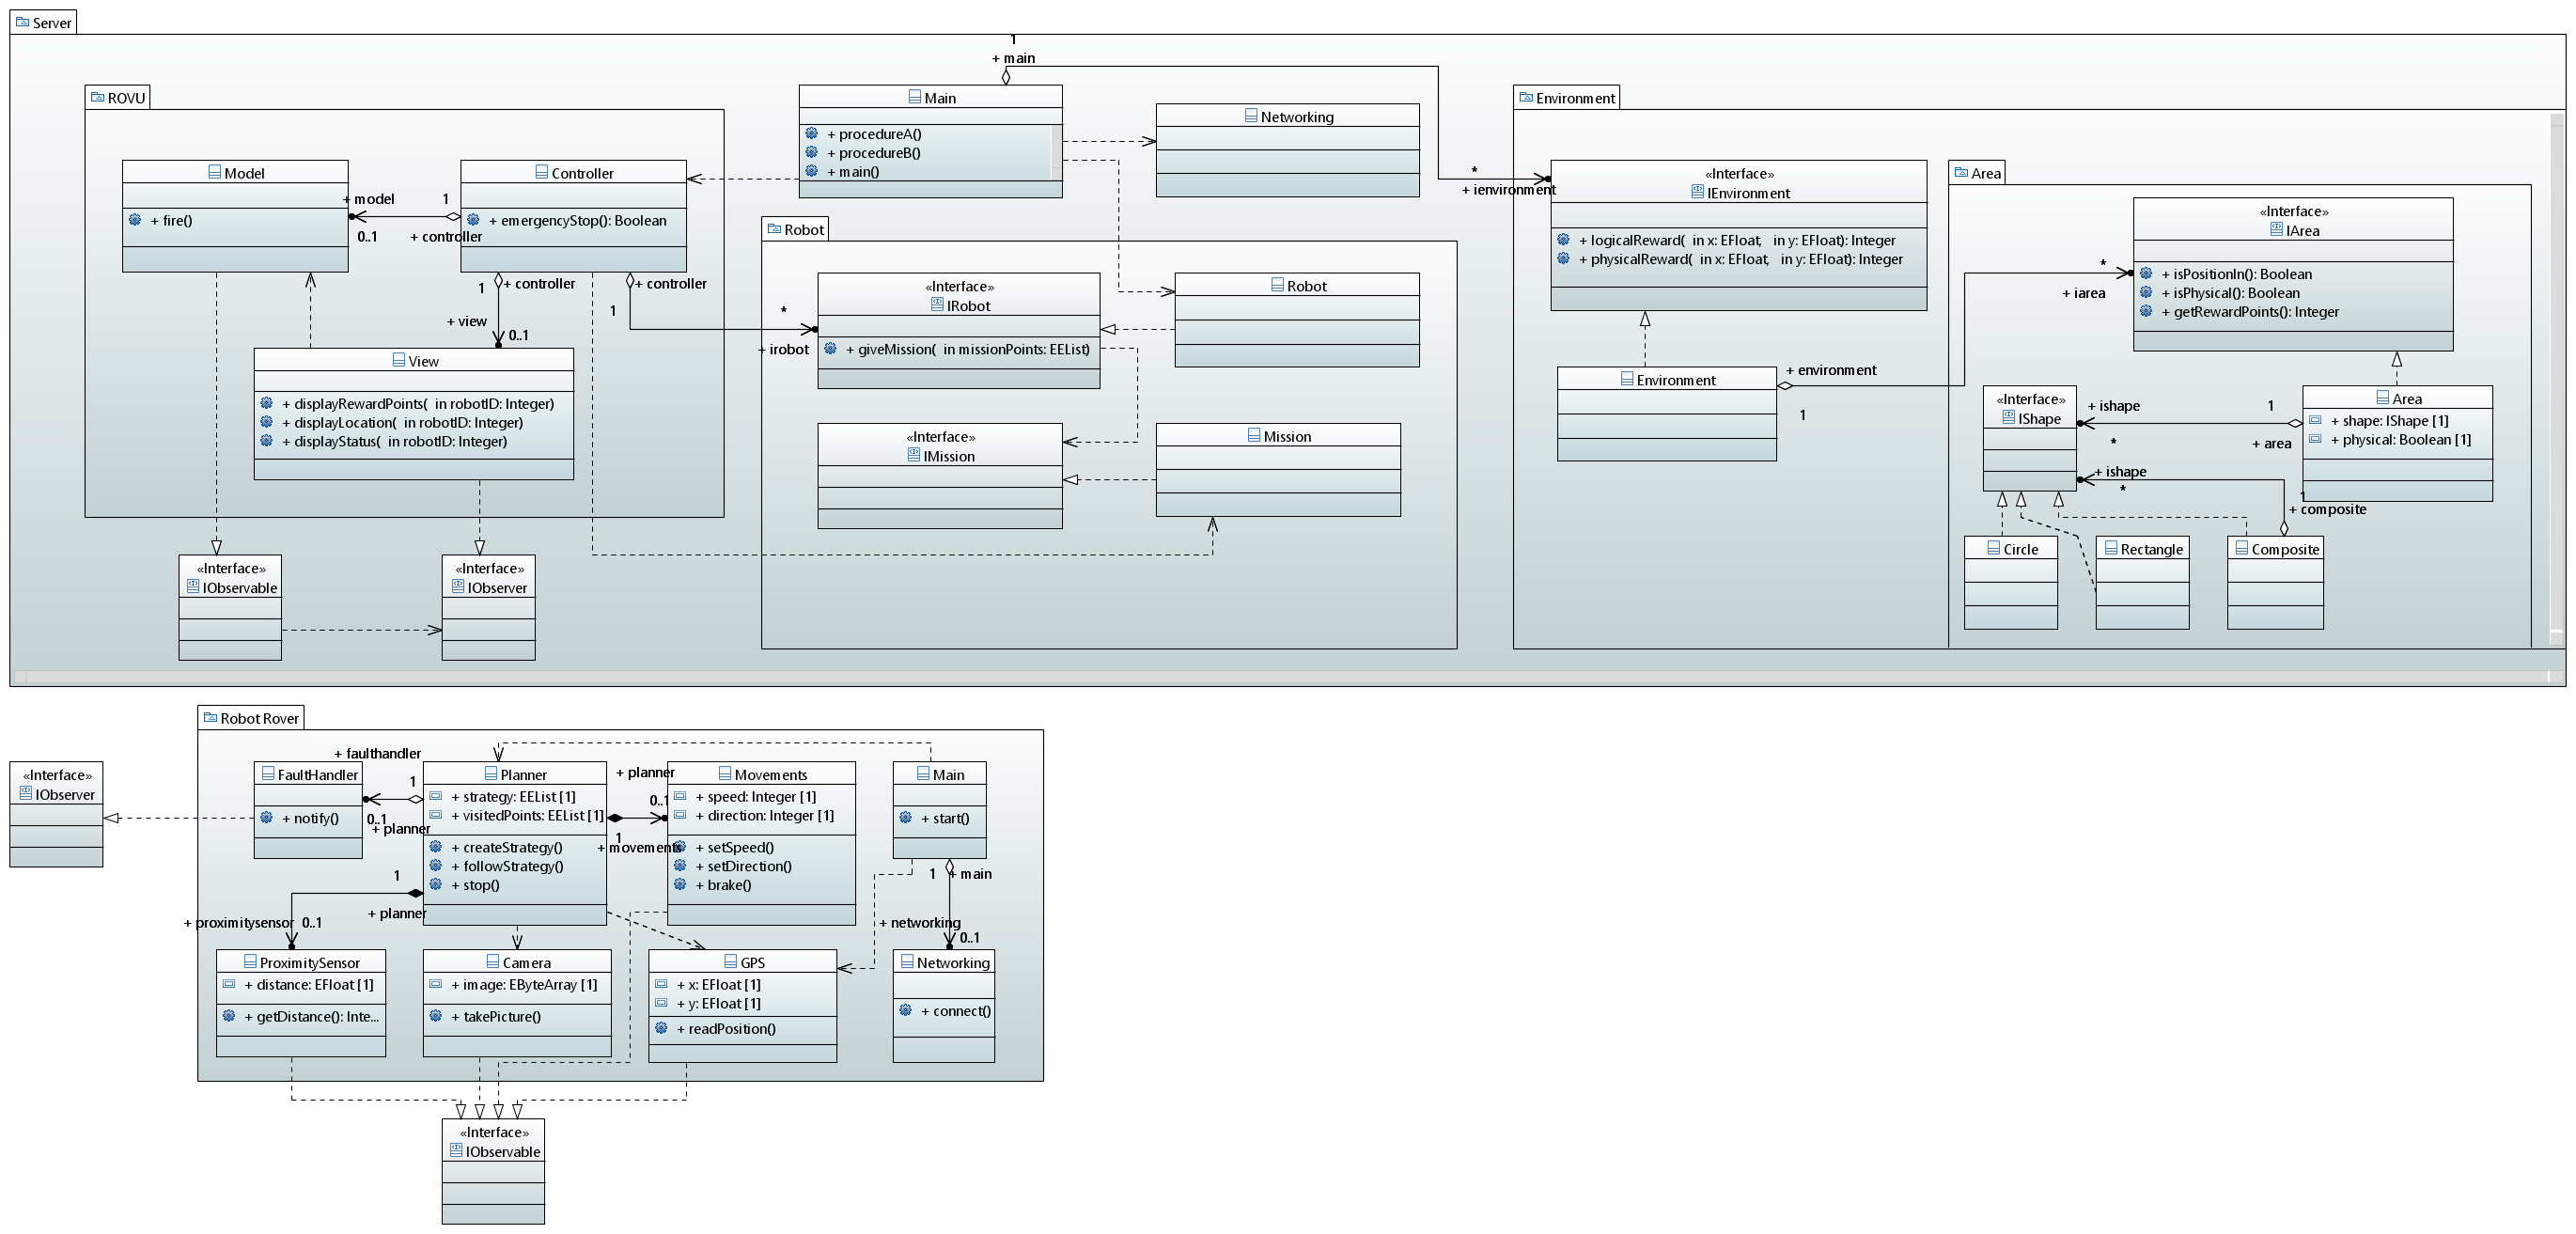 Server
1
+ main
ROVU
Model
+ fire()
Controller
+ emergencyStop(): Boolean
+ model
1
0..1
+ controller
1
+ controller
+ view
0..1
+ controller
1
*
+ irobot
View
+ displayRewardPoints(  in robotID: Integer)
+ displayLocation(  in robotID: Integer)
+ displayStatus(  in robotID: Integer)
«Interface»
IObservable
«Interface»
IObserver
Main
+ procedureA()
+ procedureB()
+ main()
Networking
Robot
«Interface»
IRobot
+ giveMission(  in missionPoints: EEList)
Robot
«Interface»
IMission
Mission
*
+ ienvironment
Environment
«Interface»
IEnvironment
+ logicalReward(  in x: EFloat,   in y: EFloat): Integer
+ physicalReward(  in x: EFloat,   in y: EFloat): Integer
Environment
+ environment
1
*
+ iarea
Area
«Interface»
IArea
+ isPositionIn(): Boolean
+ isPhysical(): Boolean
+ getRewardPoints(): Integer
«Interface»
IShape
+ ishape
1
*
+ area
Area
+ shape: IShape [1]
+ physical: Boolean [1]
+ ishape
*
1
+ composite
Circle
Rectangle
Composite
Robot Rover
«Interface»
IObserver
+ faulthandler
FaultHandler
+ notify()
1
0..1
+ planner
Planner
+ strategy: EEList [1]
+ visitedPoints: EEList [1]
+ createStrategy()
+ followStrategy()
+ stop()
+ planner
0..1
1
+ movements
Movements
+ speed: Integer [1]
+ direction: Integer [1]
+ setSpeed()
+ setDirection()
+ brake()
Main
+ start()
1
+ main
+ networking
0..1
1
+ planner
+ proximitysensor
0..1
ProximitySensor
+ distance: EFloat [1]
+ getDistance(): Inte...
Camera
+ image: EByteArray [1]
+ takePicture()
GPS
+ x: EFloat [1]
+ y: EFloat [1]
+ readPosition()
Networking
+ connect()
«Interface»
IObservable